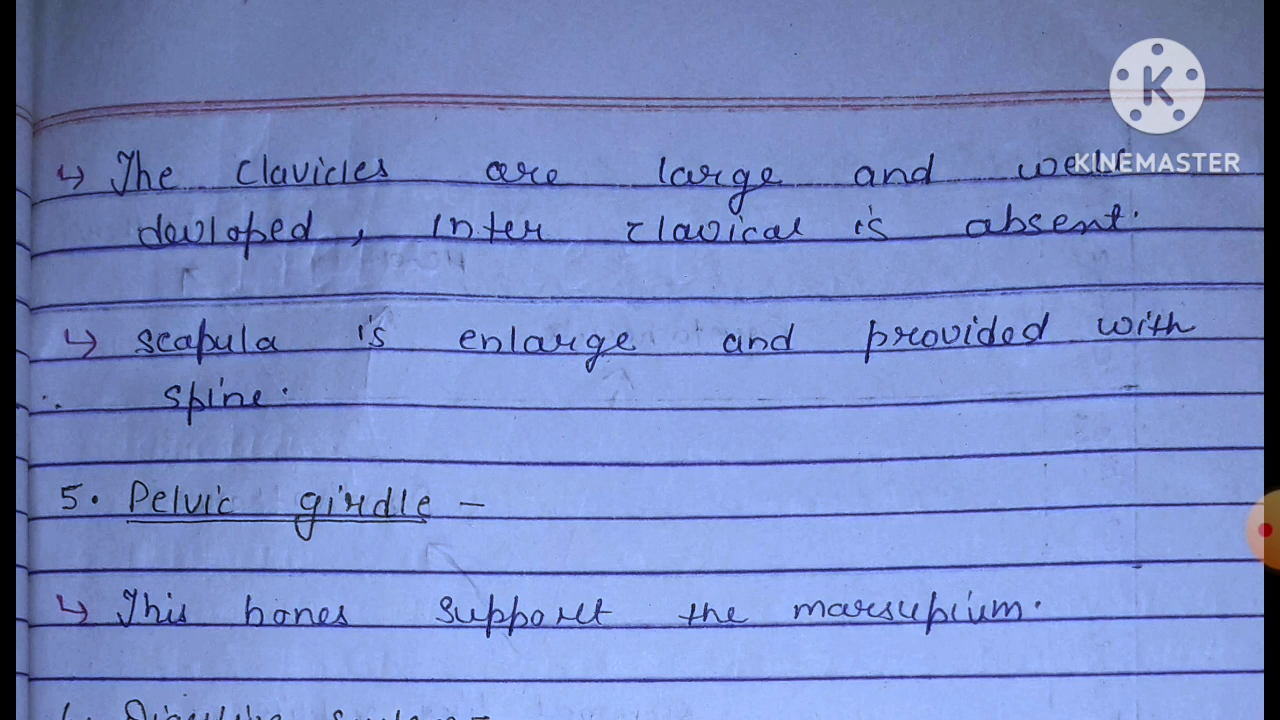 K
KINEMASTER
↳ The clavicles are large and well
devloped, Inter clavical is absent.
↳ scapula is enlarge and provided with
spine.
5. Pelvic girdle -
↳ This bones support the marsupium.